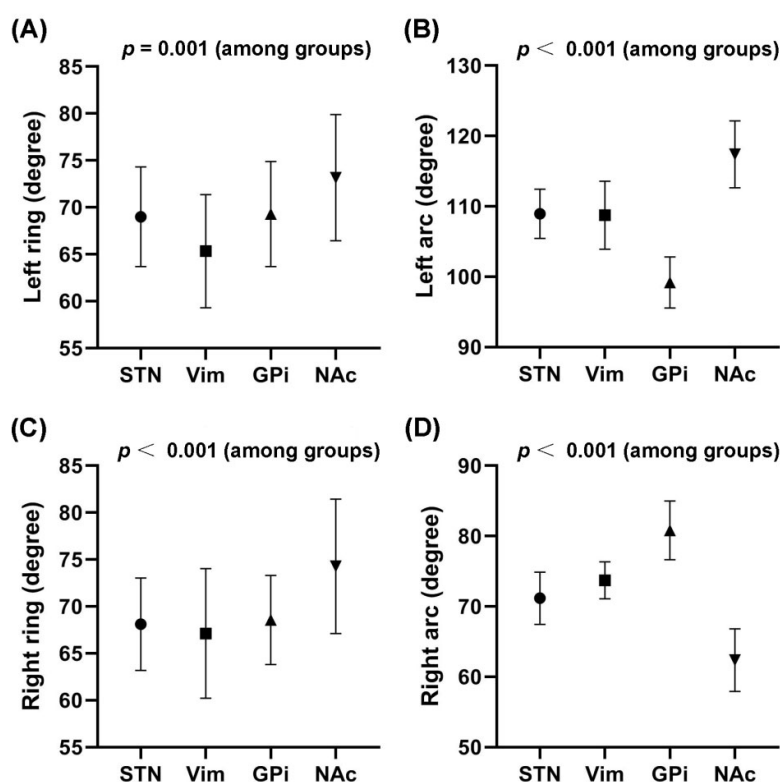 (A)
p = 0.001 (among groups)
Left ring (degree)
85
80
75
70
65
60
55
STN Vim GPi NAc
(B)
p < 0.001 (among groups)
Left arc (degree)
130
120
110
100
90
STN Vim GPi NAc
(C)
p < 0.001 (among groups)
Right ring (degree)
85
80
75
70
65
60
55
STN Vim GPi NAc
(D)
p < 0.001 (among groups)
Right arc (degree)
90
80
70
60
50
STN Vim GPi NAc